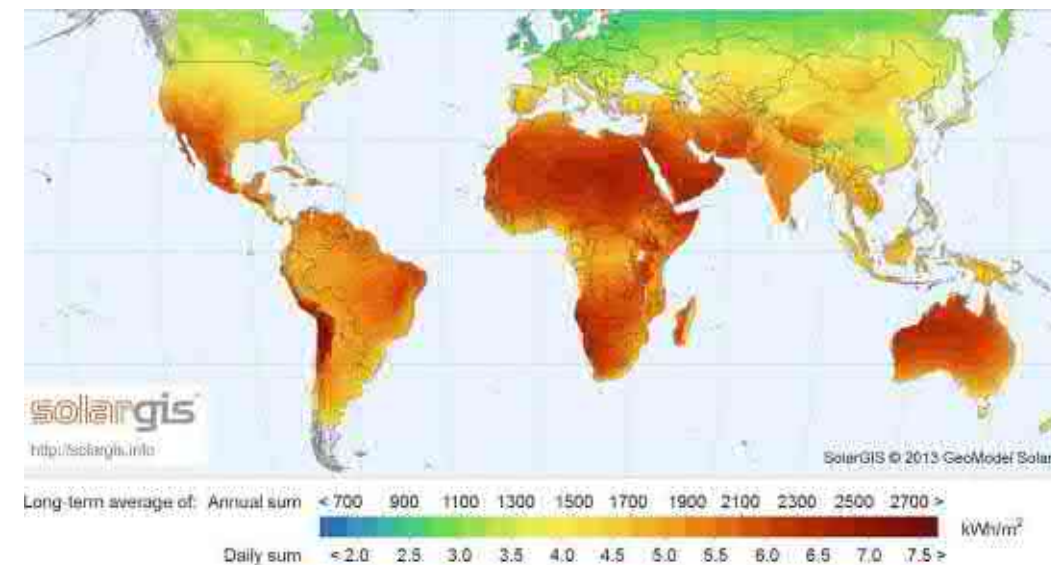 solargis
http://solargis.info
SolarGIS © 2013 GeoModel Solar
Long-term average of: Annual sum < 700 900 1100 1300 1500 1700 1900 2100 2300 2500 2700 >
kWh/m²
Daily sum < 2.0 2.5 3.0 3.5 4.0 4.5 5.0 5.5 6.0 6.5 7.0 7.5 >